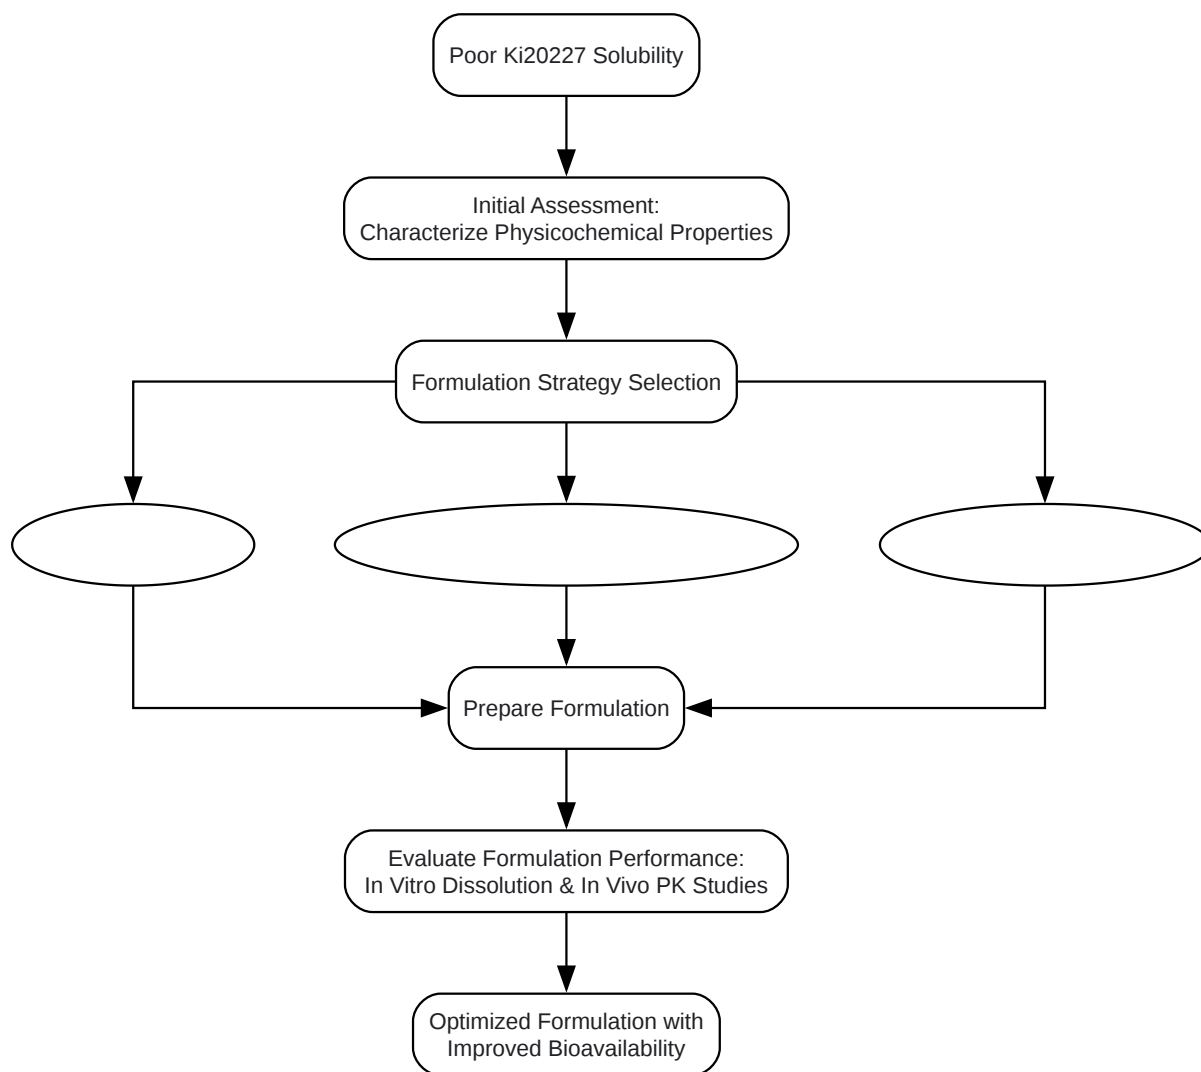 Poor Ki20227 Solubility
Initial Assessment:
Characterize Physicochemical Properties
Formulation Strategy Selection
Prepare Formulation
Evaluate Formulation Performance:
In Vitro Dissolution & In Vivo PK Studies
Optimized Formulation with
Improved Bioavailability